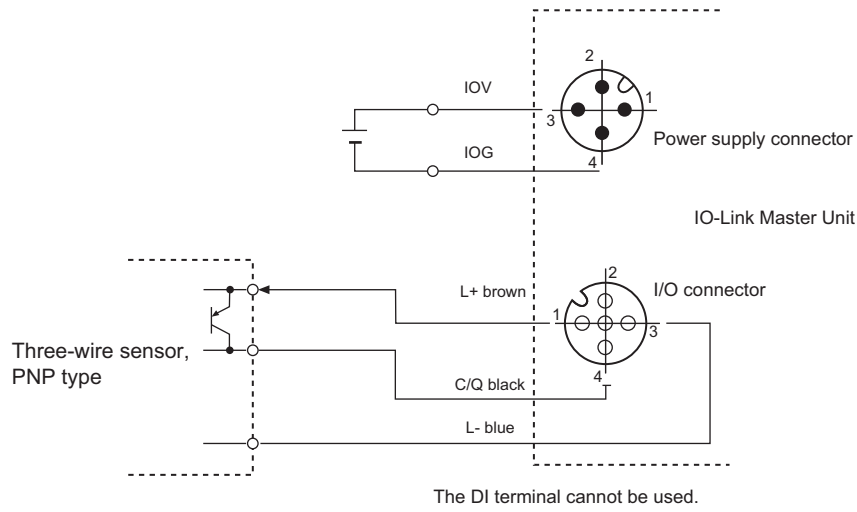 2
IOV
1
3
Power supply connector
IOG
4
IO-Link Master Unit
2
L+ brown
I/O connector
1
3
Three-wire sensor,
PNP type
4
C/Q black
L- blue
The DI terminal cannot be used.